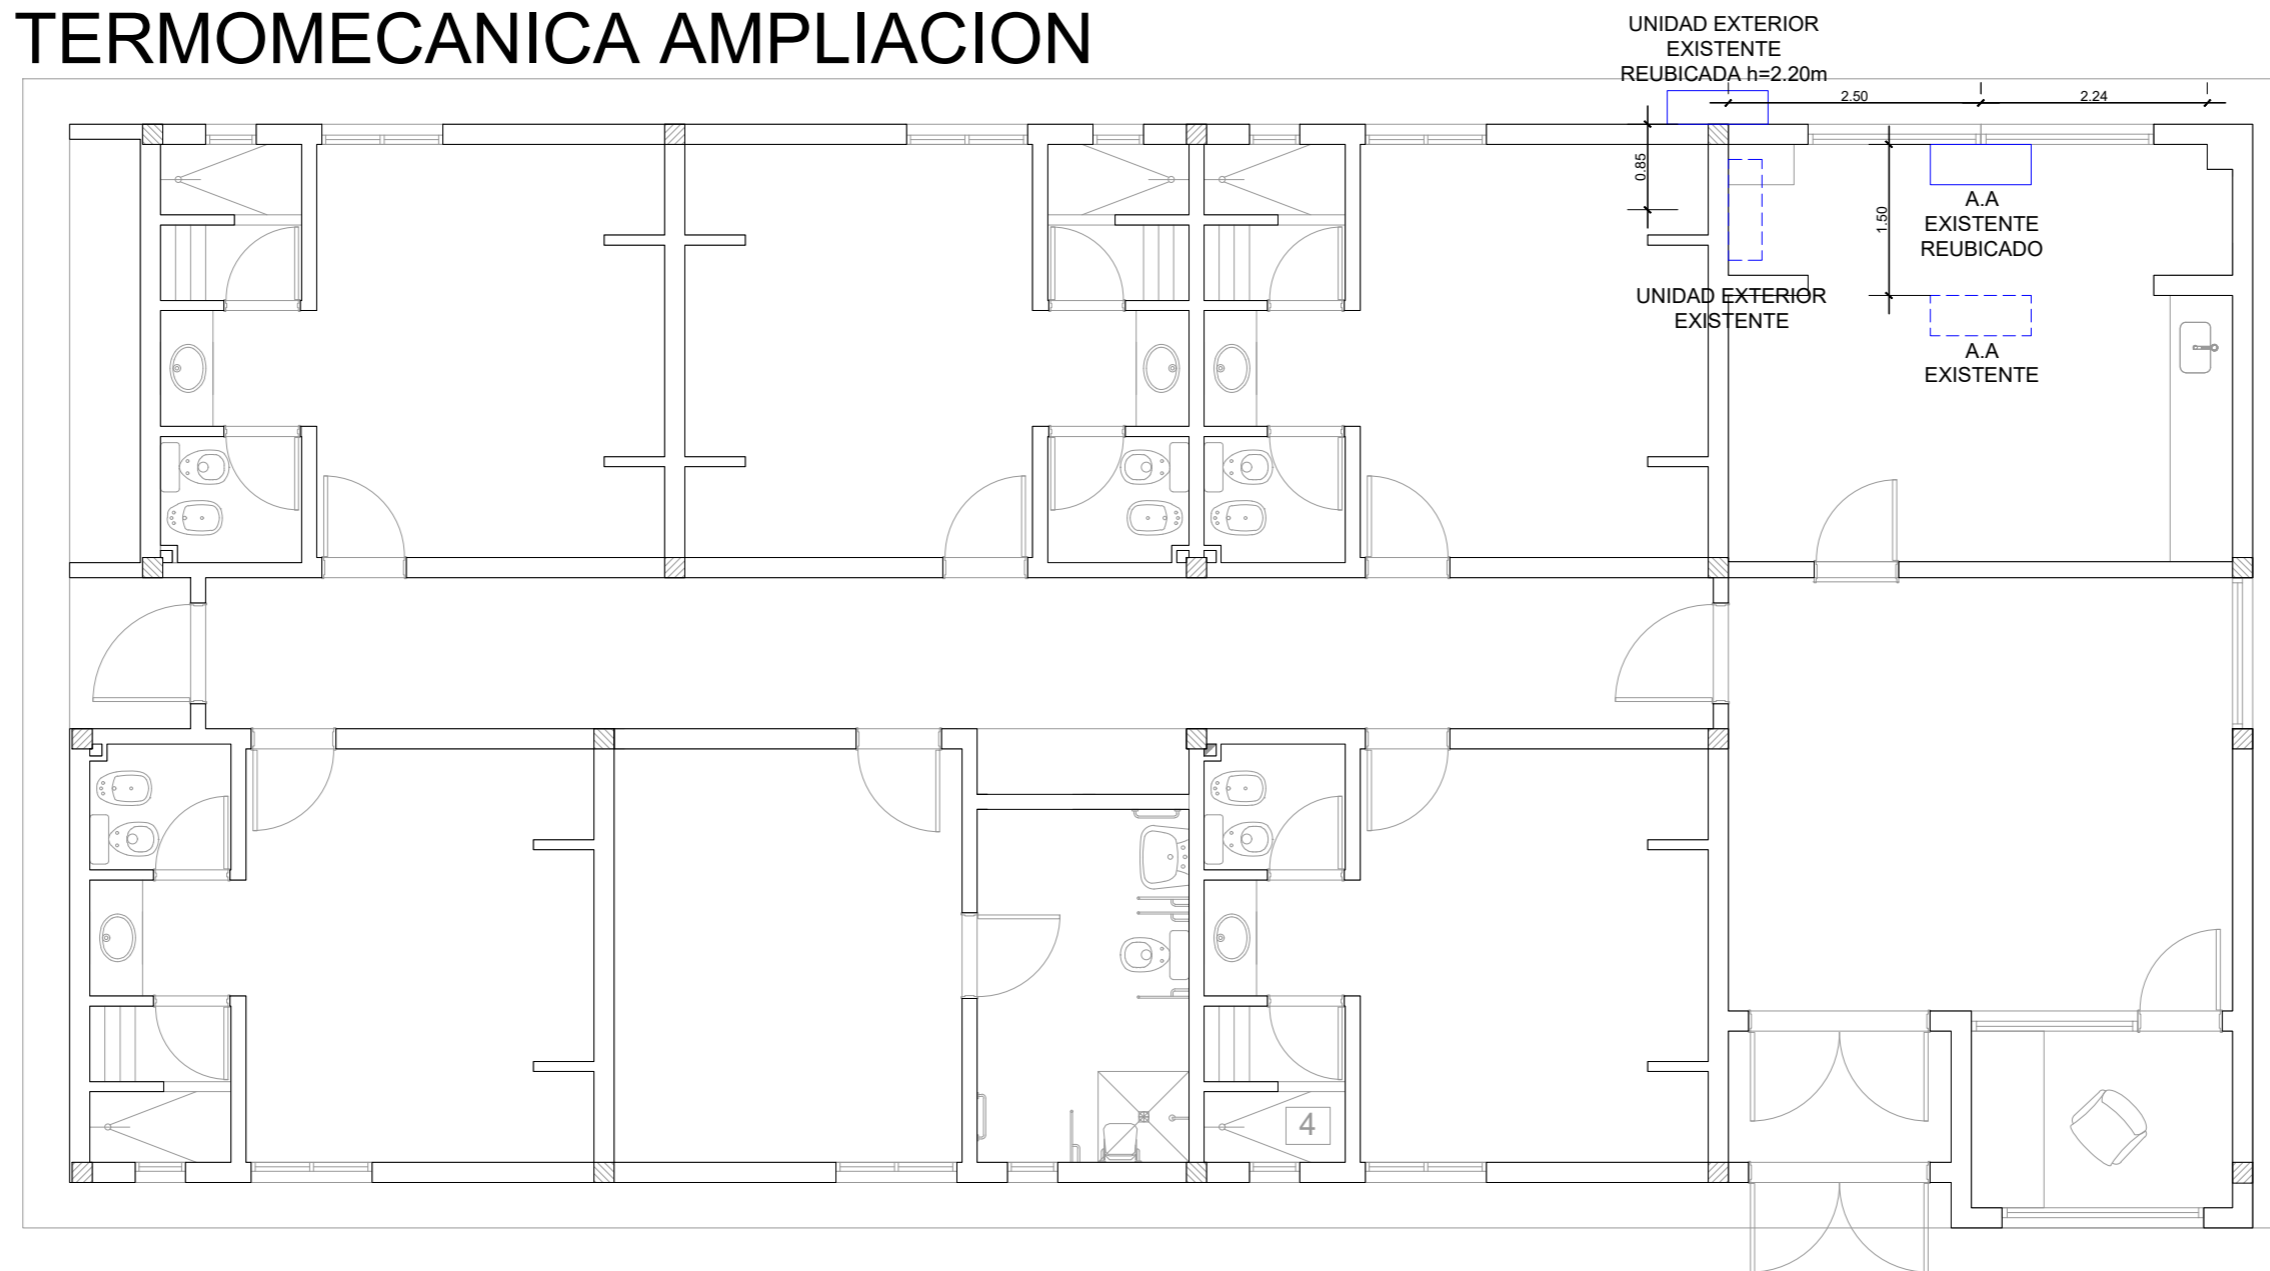 TERMOMECANICA AMPLIACION
UNIDAD EXTERIOR
EXISTENTE
REUBICADA h=2.20m
2.50
2.24
0.85
1.50
A.A
EXISTENTE
REUBICADO
UNIDAD EXTERIOR
EXISTENTE
A.A
EXISTENTE
4